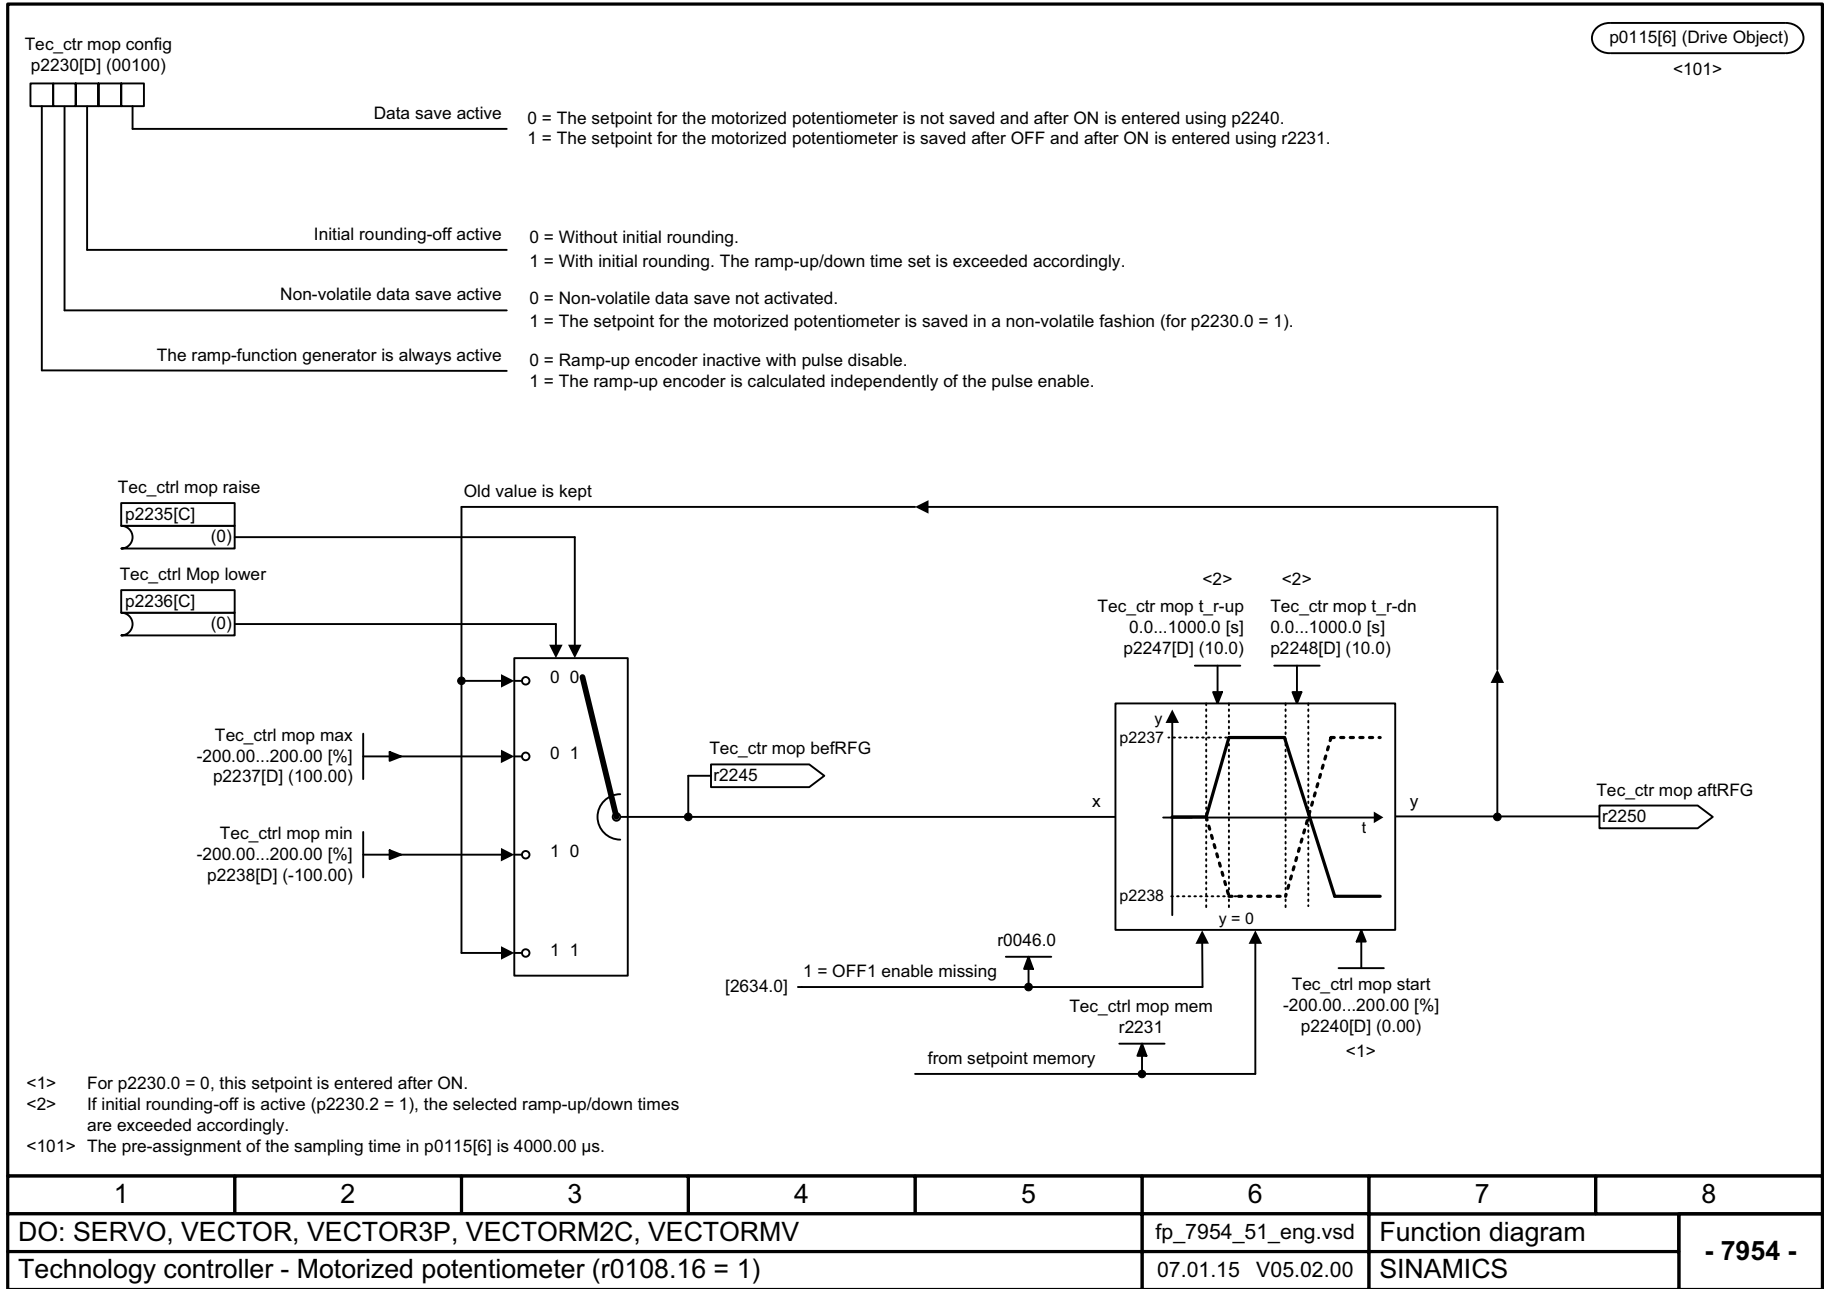 Tec_ctr mop config
p2230[D] (00100)
p0115[6] (Drive Object)
<101>
Data save active
0 = The setpoint for the motorized potentiometer is not saved and after ON is entered using p2240.
1 = The setpoint for the motorized potentiometer is saved after OFF and after ON is entered using r2231.
Initial rounding-off active
0 = Without initial rounding.
1 = With initial rounding. The ramp-up/down time set is exceeded accordingly.
Non-volatile data save active
0 = Non-volatile data save not activated.
1 = The setpoint for the motorized potentiometer is saved in a non-volatile fashion (for p2230.0 = 1).
The ramp-function generator is always active
0 = Ramp-up encoder inactive with pulse disable.
1 = The ramp-up encoder is calculated independently of the pulse enable.
Tec_ctrl mop raise
p2235[C]
(0)
Old value is kept
Tec_ctrl Mop lower
p2236[C]
(0)
0 0
0 1
1 0
1 1
Tec_ctrl mop max
-200.00...200.00 [%]
p2237[D] (100.00)
Tec_ctrl mop min
-200.00...200.00 [%]
p2238[D] (-100.00)
Tec_ctr mop befRFG
r2245
<2>
Tec_ctr mop t_r-up
0.0...1000.0 [s]
p2247[D] (10.0)
<2>
Tec_ctr mop t_r-dn
0.0...1000.0 [s]
p2248[D] (10.0)
x
y
p2237
t
p2238
y = 0
y
Tec_ctr mop aftRFG
r2250
r0046.0
[2634.0]
1 = OFF1 enable missing
Tec_ctrl mop mem
r2231
from setpoint memory
Tec_ctrl mop start
-200.00...200.00 [%]
p2240[D] (0.00)
<1>
<1> For p2230.0 = 0, this setpoint is entered after ON.
<2> If initial rounding-off is active (p2230.2 = 1), the selected ramp-up/down times
are exceeded accordingly.
<101> The pre-assignment of the sampling time in p0115[6] is 4000.00 µs.
1 2 3 4 5 6 7 8
DO: SERVO, VECTOR, VECTOR3P, VECTORM2C, VECTORMV
fp_7954_51_eng.vsd
Function diagram
- 7954 -
Technology controller - Motorized potentiometer (r0108.16 = 1)
07.01.15 V05.02.00
SINAMICS